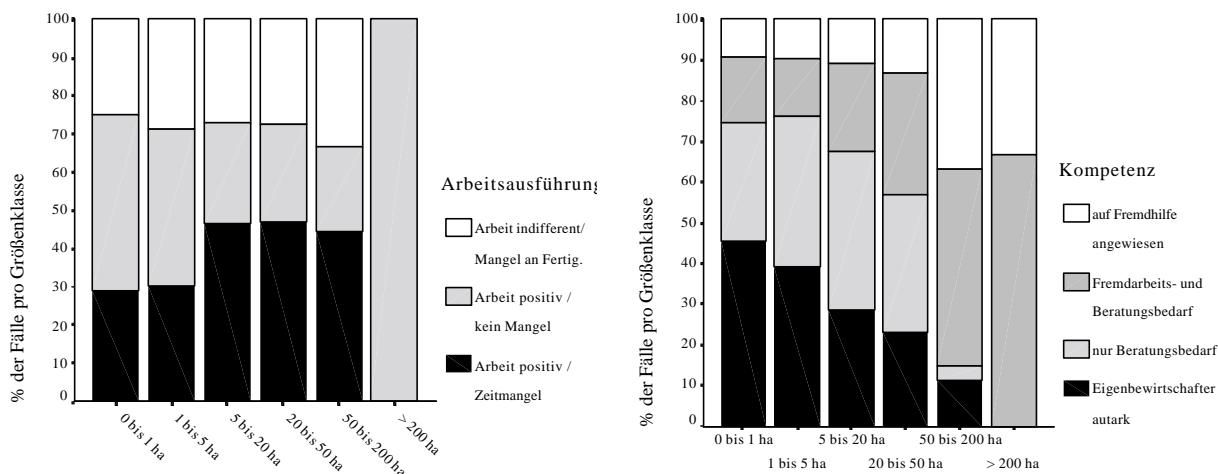 % der Fälle pro Größenklasse
100
90
80
70
60
50
40
30
20
10
0
0 bis 1 ha
1 bis 5 ha
5 bis 20 ha
20 bis 50 ha
50 bis 200 ha
> 200 ha
Arbeitsausführung
Arbeit indifferent/
Mangel an Fertig.
Arbeit positiv /
kein Mangel
Arbeit positiv /
Zeitmangel
% der Fälle pro Größenklasse
100
90
80
70
60
50
40
30
20
10
0
0 bis 1 ha
5 bis 20 ha
50 bis 200 ha
1 bis 5 ha
20 bis 50 ha
> 200 ha
Kompetenz
auf Fremdhilfe
angewiesen
Fremdarbeits- und
Beratungsbedarf
nur Beratungsbedarf
Eigenbewirtschafter
autark